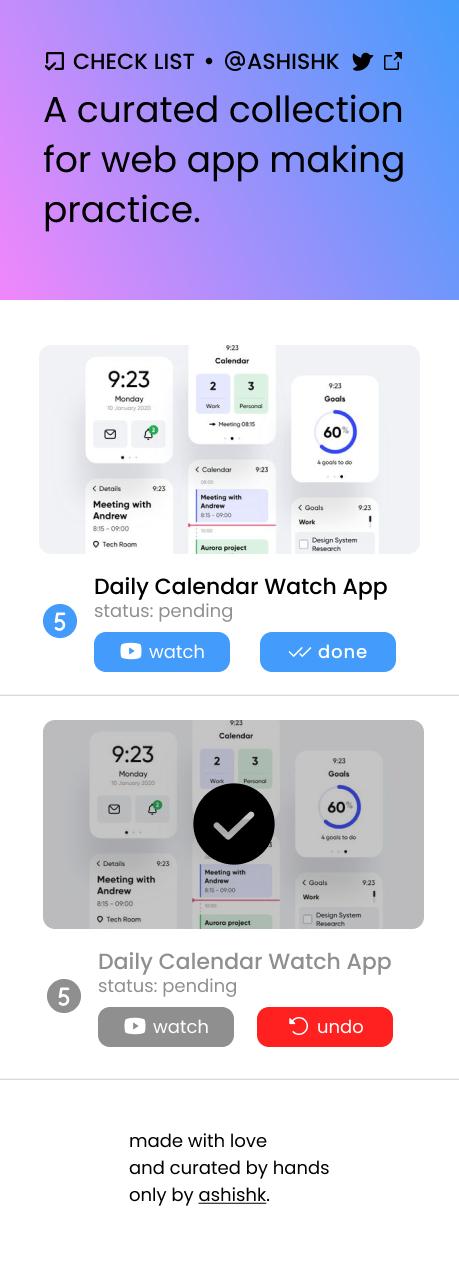 CHECK LIST • @ASHISHK
A curated collection
for web app making
practice.
9:23
Monday
10 January 2020
2
9:23
Calendar
2
Work
3
Personal
Meeting 08:15
9:23
Goals
60%
4 goals to do
Details 9:23
Meeting with
Andrew
8:15 - 09:00
Tech Room
Calendar 9:23
08:00
Meeting with
Andrew
8:15 - 09:00
10:00
Aurora project
Goals 9:23
Work
Design System
Research
Daily Calendar Watch App
status: pending
5
watch
done
9:23
Monday
10 January 2020
2
9:23
Calendar
2
Work
3
Personal
9:23
Goals
60%
4 goals to do
Details 9:23
Meeting with
Andrew
8:15 - 09:00
Tech Room
Meeting with
Andrew
8:15 - 09:00
10:00
Aurora project
Goals 9:23
Work
Design System
Research
Daily Calendar Watch App
status: pending
5
watch
undo
made with love
and curated by hands
only by ashishk.